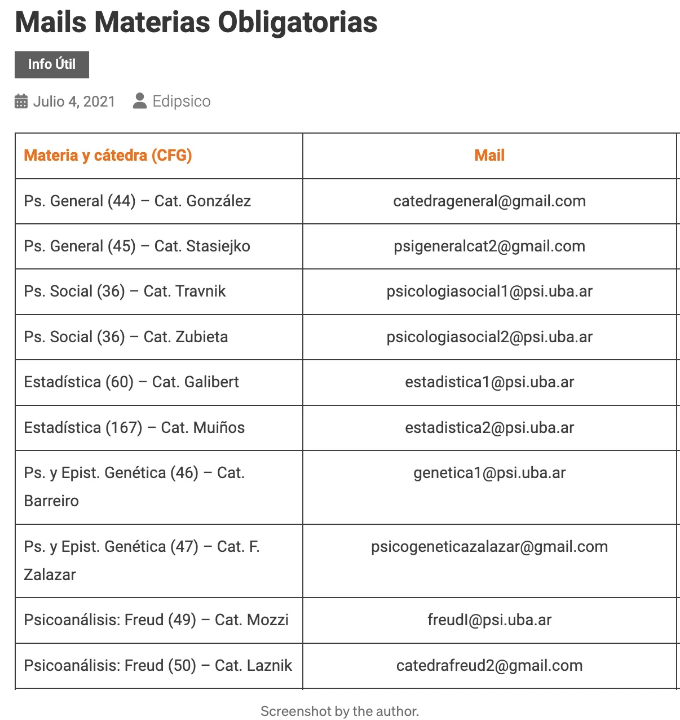 Mails Materias Obligatorias
Info Útil
Julio 4, 2021 Edipsico
Materia y cátedra (CFG) Mail
Ps. General (44) – Cat. González catedrageneral@gmail.com
Ps. General (45) – Cat. Stasiejko psigeneralcat2@gmail.com
Ps. Social (36) – Cat. Travnik psicologiasocial1@psi.uba.ar
Ps. Social (36) – Cat. Zubieta psicologiasocial2@psi.uba.ar
Estadística (60) – Cat. Galibert estadistica1@psi.uba.ar
Estadística (167) – Cat. Muiños estadistica2@psi.uba.ar
Ps. y Epist. Genética (46) – Cat. genetica1@psi.uba.ar
Barreiro
Ps. y Epist. Genética (47) – Cat. F. psicogeneticazalazar@gmail.com
Zalazar
Psicoanálisis: Freud (49) – Cat. Mozzi freudI@psi.uba.ar
Psicoanálisis: Freud (50) – Cat. Laznik catedrafreud2@gmail.com
Screenshot by the author.